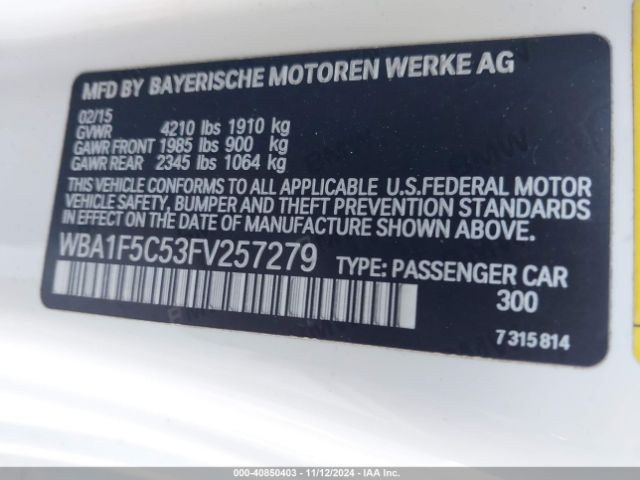 MFD BY BAYERISCHE MOTOREN WERKE AG
02/15
GVWR 4210 lbs 1910 kg
GAWR FRONT 1985 lbs 900 kg
GAWR REAR 2345 lbs 1064 kg
THIS VEHICLE CONFORMS TO ALL APPLICABLE U.S.FEDERAL MOTOR
VEHICLE SAFETY, BUMPER AND THEFT PREVENTION STANDARDS
IN EFFECT ON THE DATE OF MANUFACTURE SHOWN ABOVE.
WBA1F5C53FV257279 TYPE: PASSENGER CAR
300
7 315 814
000-40850403 - 11/12/2024 - IAA Inc.